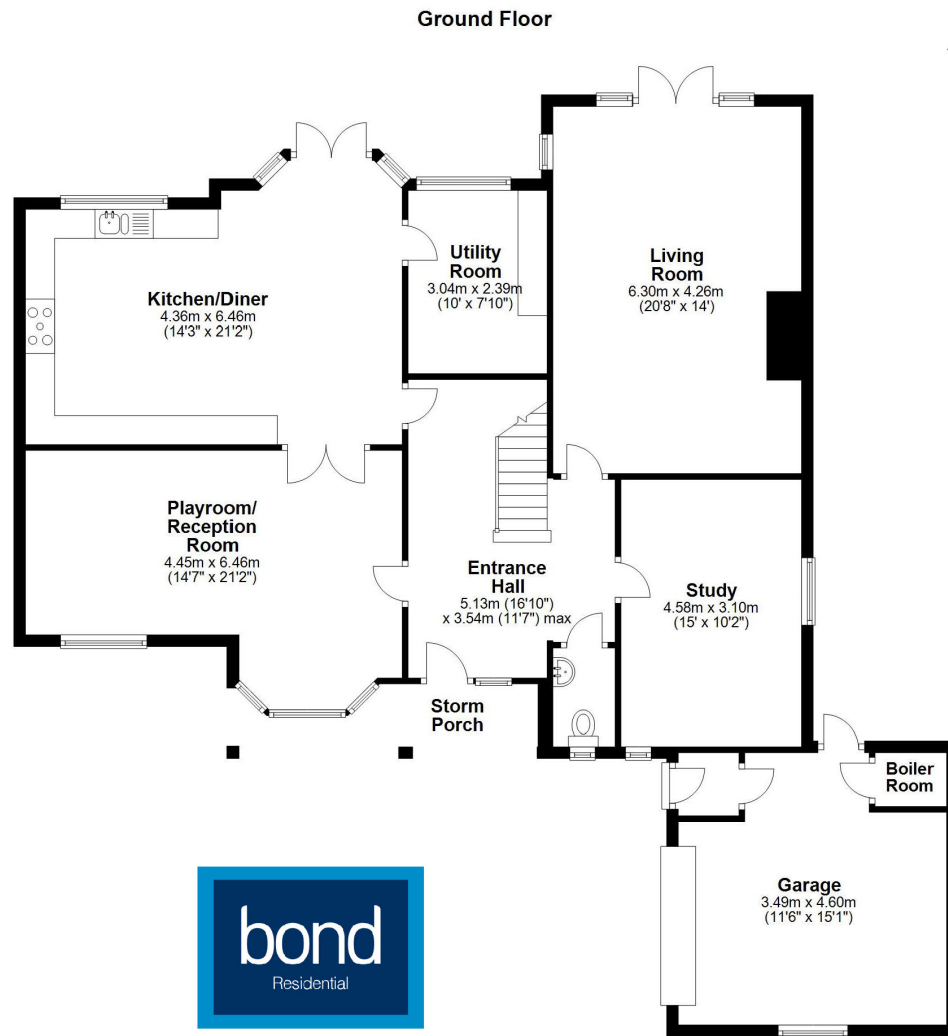 Ground Floor
Utility
Room
3.04m x 2.39m
(10' x 7'10")
Living
Room
6.30m x 4.26m
(20'8" x 14')
Kitchen/Diner
4.36m x 6.46m
(14'3" x 21'2")
Playroom/
Reception
Room
4.45m x 6.46m
(14'7" x 21'2")
Entrance
Hall
5.13m (16'10")
x 3.54m (11'7") max
Study
4.58m x 3.10m
(15' x 10'2")
Storm
Porch
Boiler
Room
Garage
3.49m x 4.60m
(11'6" x 15'1")
bond
Residential